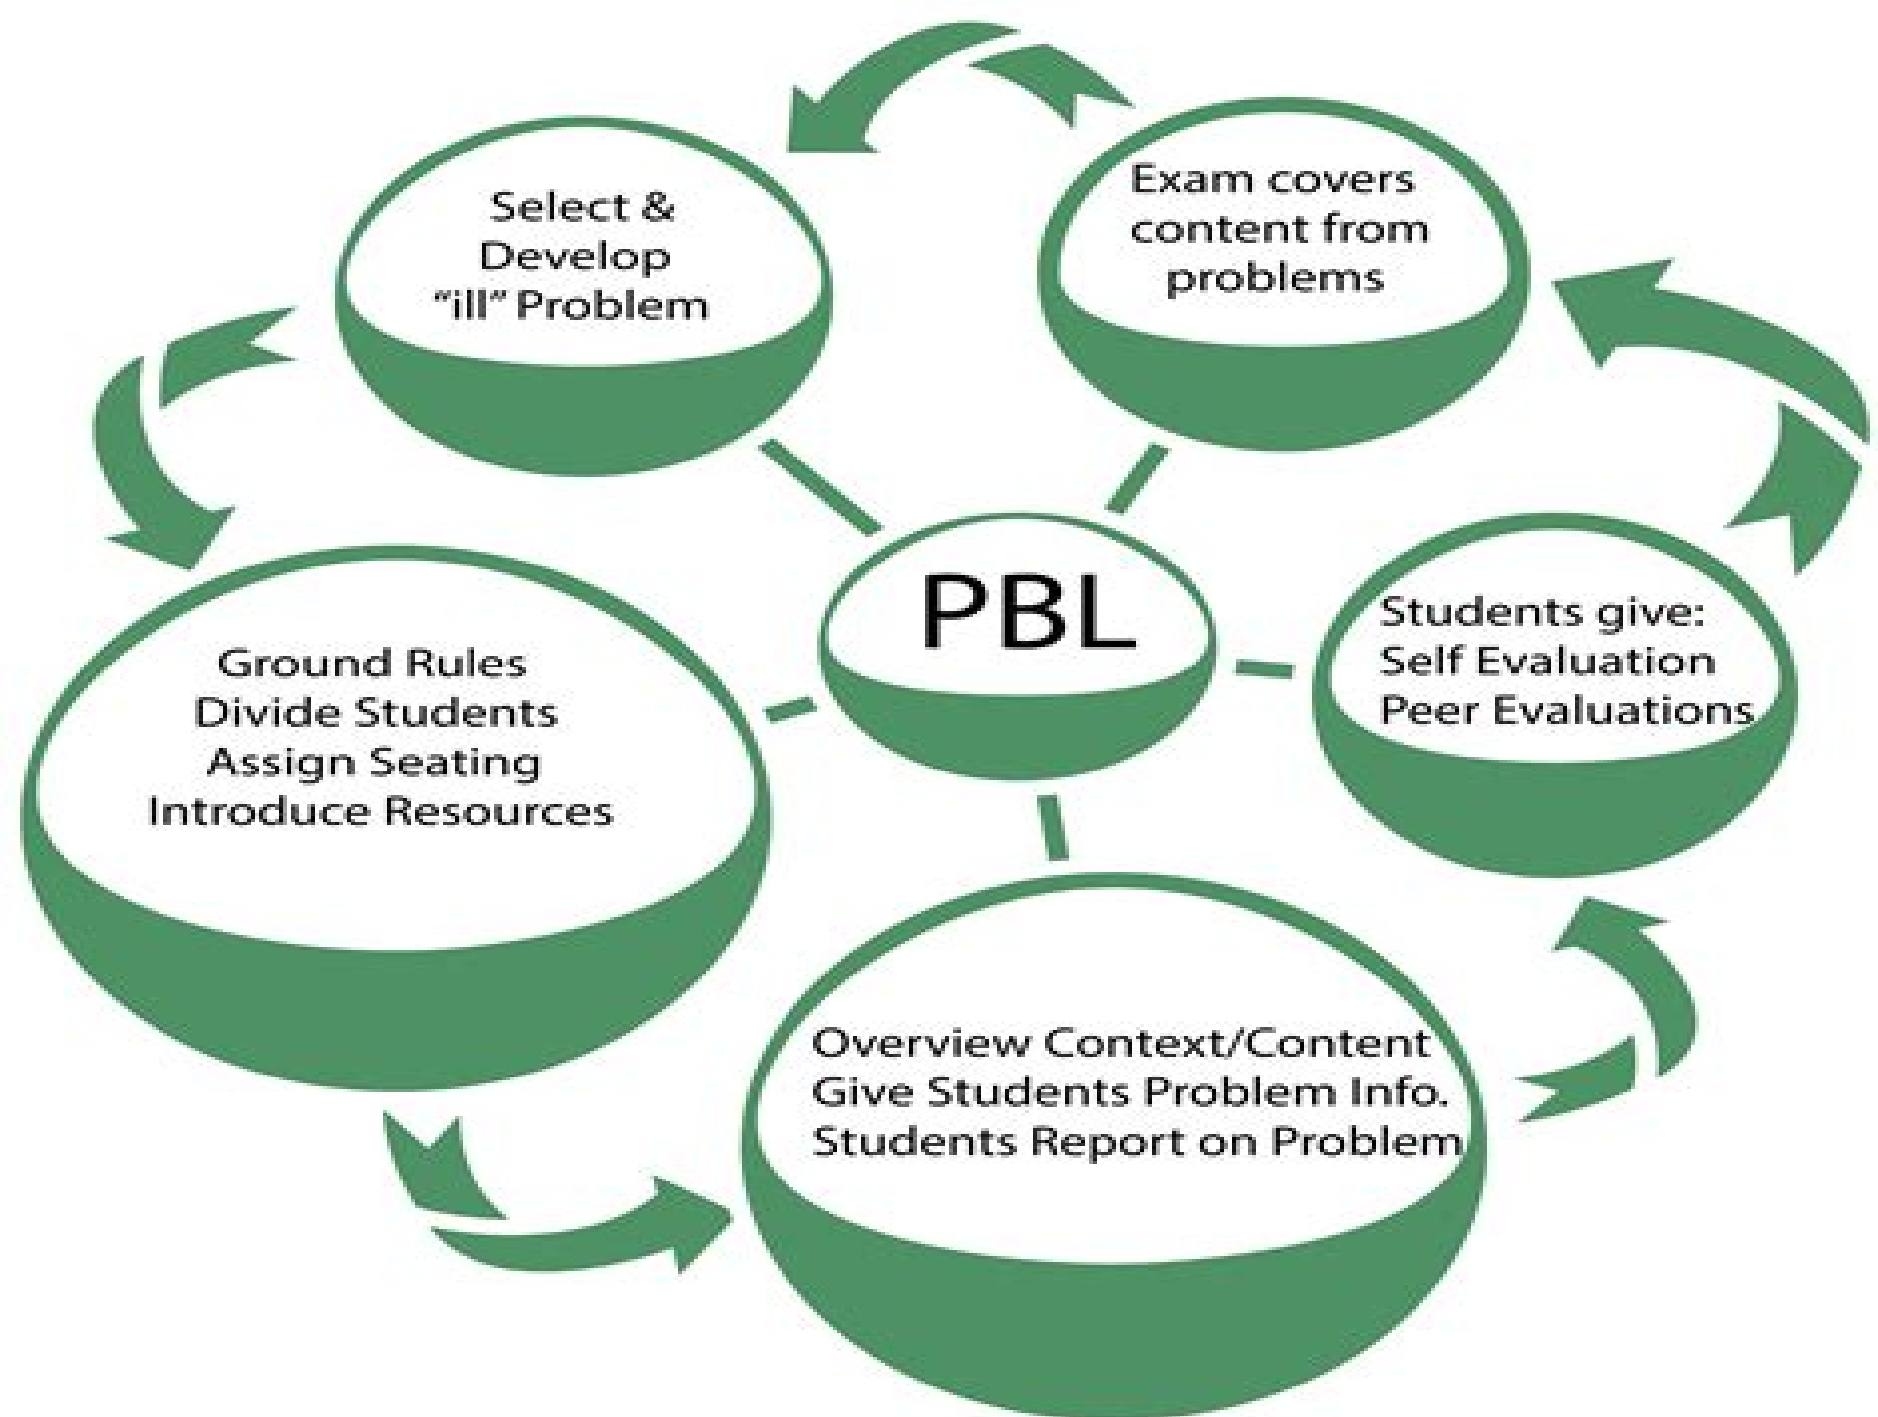 Select &
Develop
“ill” Problem
Exam covers
content from
problems
PBL
Ground Rules
Divide Students
Assign Seating
Introduce Resources
Students give:
Self Evaluation
Peer Evaluations
Overview Context/Content
Give Students Problem Info.
Students Report on Problem